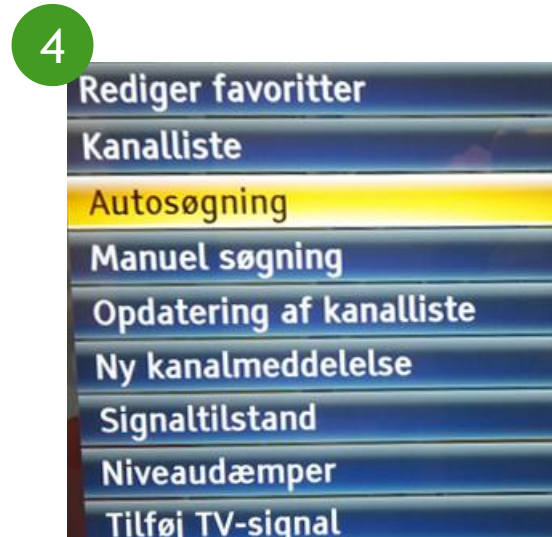 4
Rediger favoritter
Kanalliste
Autosøgning
Manuel søgning
Opdatering af kanalliste
Ny kanalmeddelelse
Signaltilstand
Niveaudæmper
Tilføj TV-signal